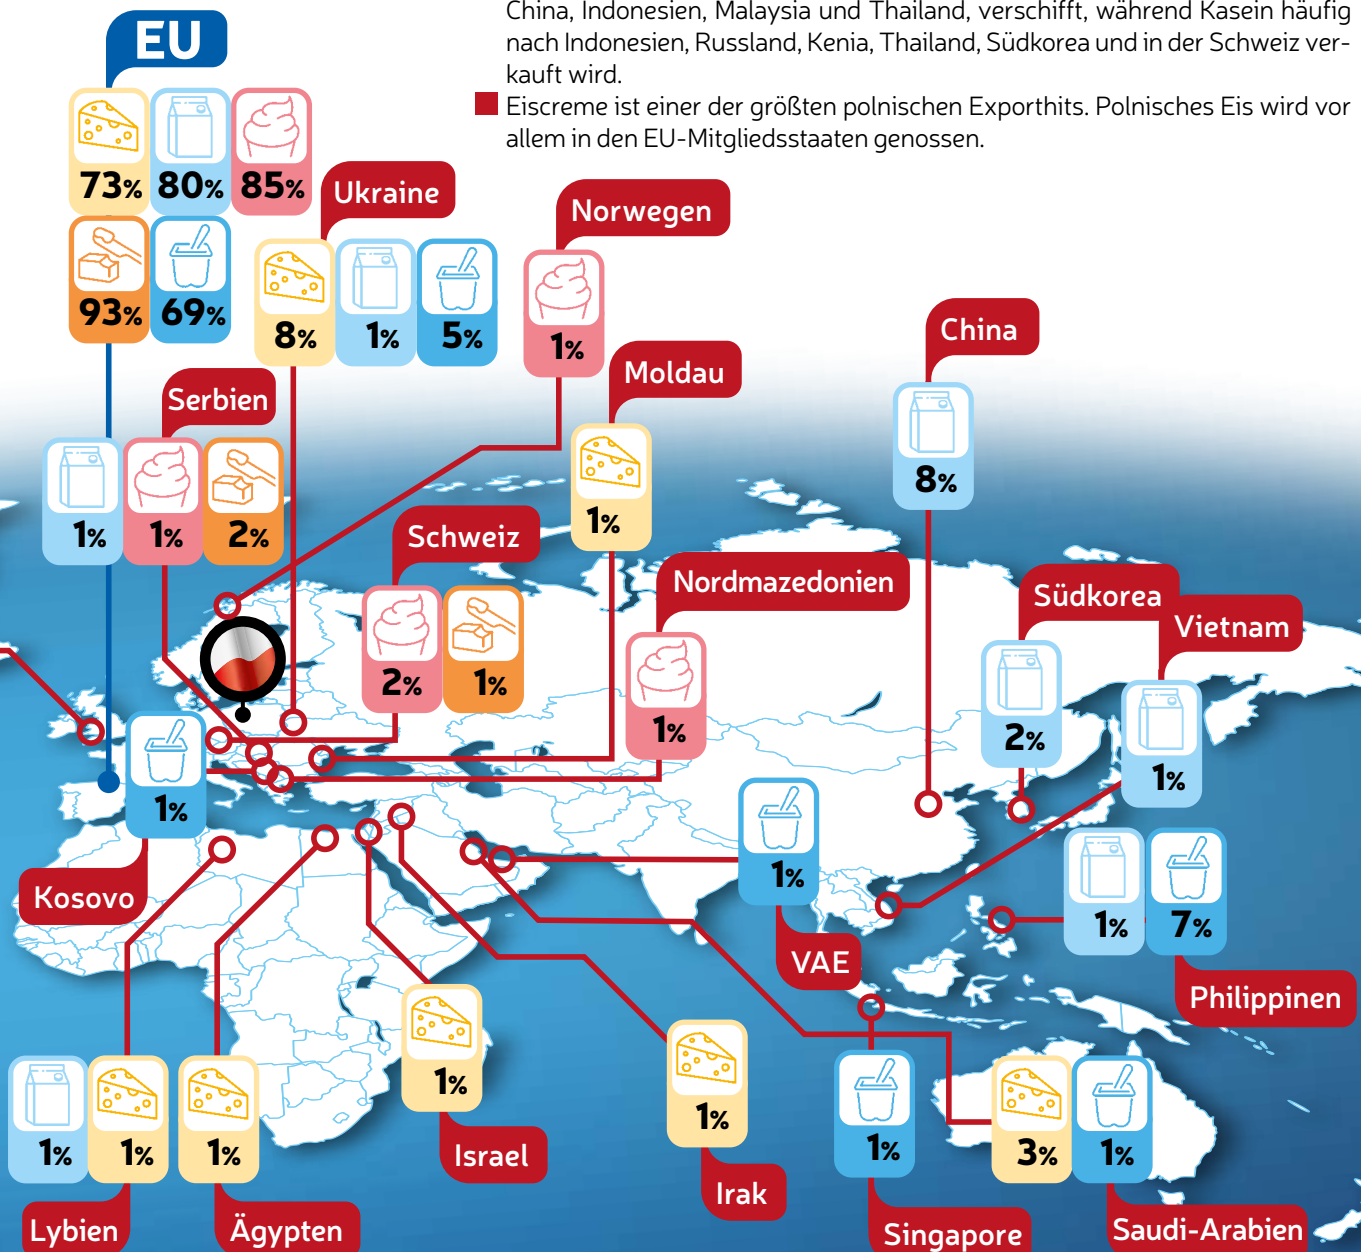 China, Indonesien, Malaysia und Thailand, verschifft, während Kasein häufig
nach Indonesien, Russland, Kenia, Thailand, Südkorea und in der Schweiz ver-
kauft wird.
Eiscreme ist einer der größten polnischen Exporthits. Polnisches Eis wird vor
allem in den EU-Mitgliedsstaaten genossen.
EU
73% 80% 85%
93% 69%
Ukraine
8% 1% 5%
Norwegen
1%
Moldau
1%
China
8%
Serbien
1% 1% 2%
Schweiz
2% 1%
Nordmazedonien
1%
Südkorea
2%
Vietnam
1%
1%
Kosovo
1%
VAE
1% 7%
Philippinen
1%
Israel
1%
Irak
1% 1%
Lybien
1%
Ägypten
1%
Singapore
3% 1%
Saudi-Arabien